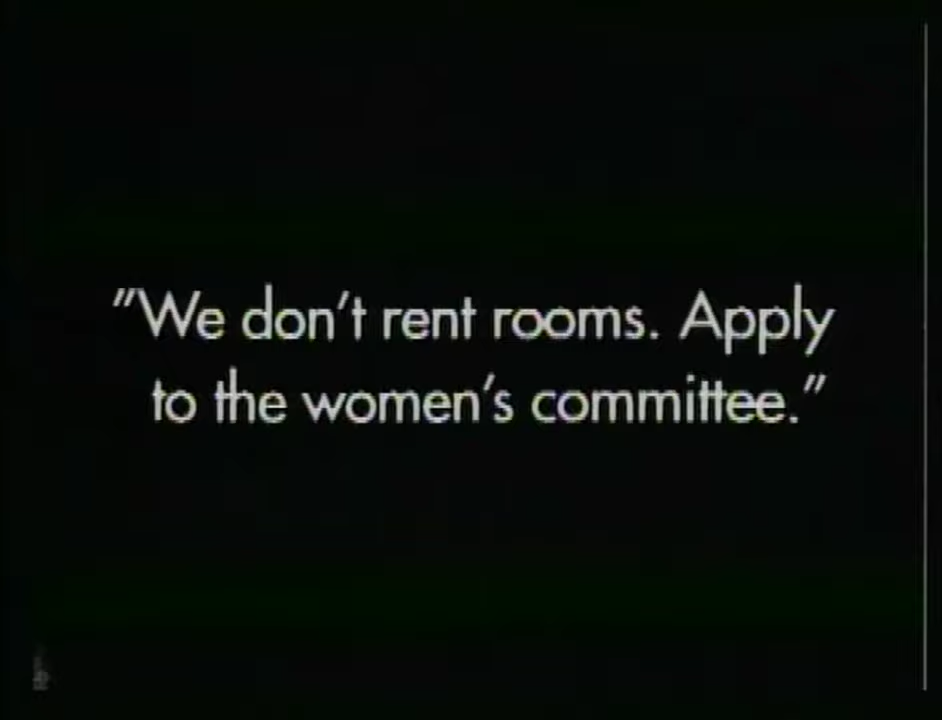 "We don't rent rooms. Apply
to the women's committee."